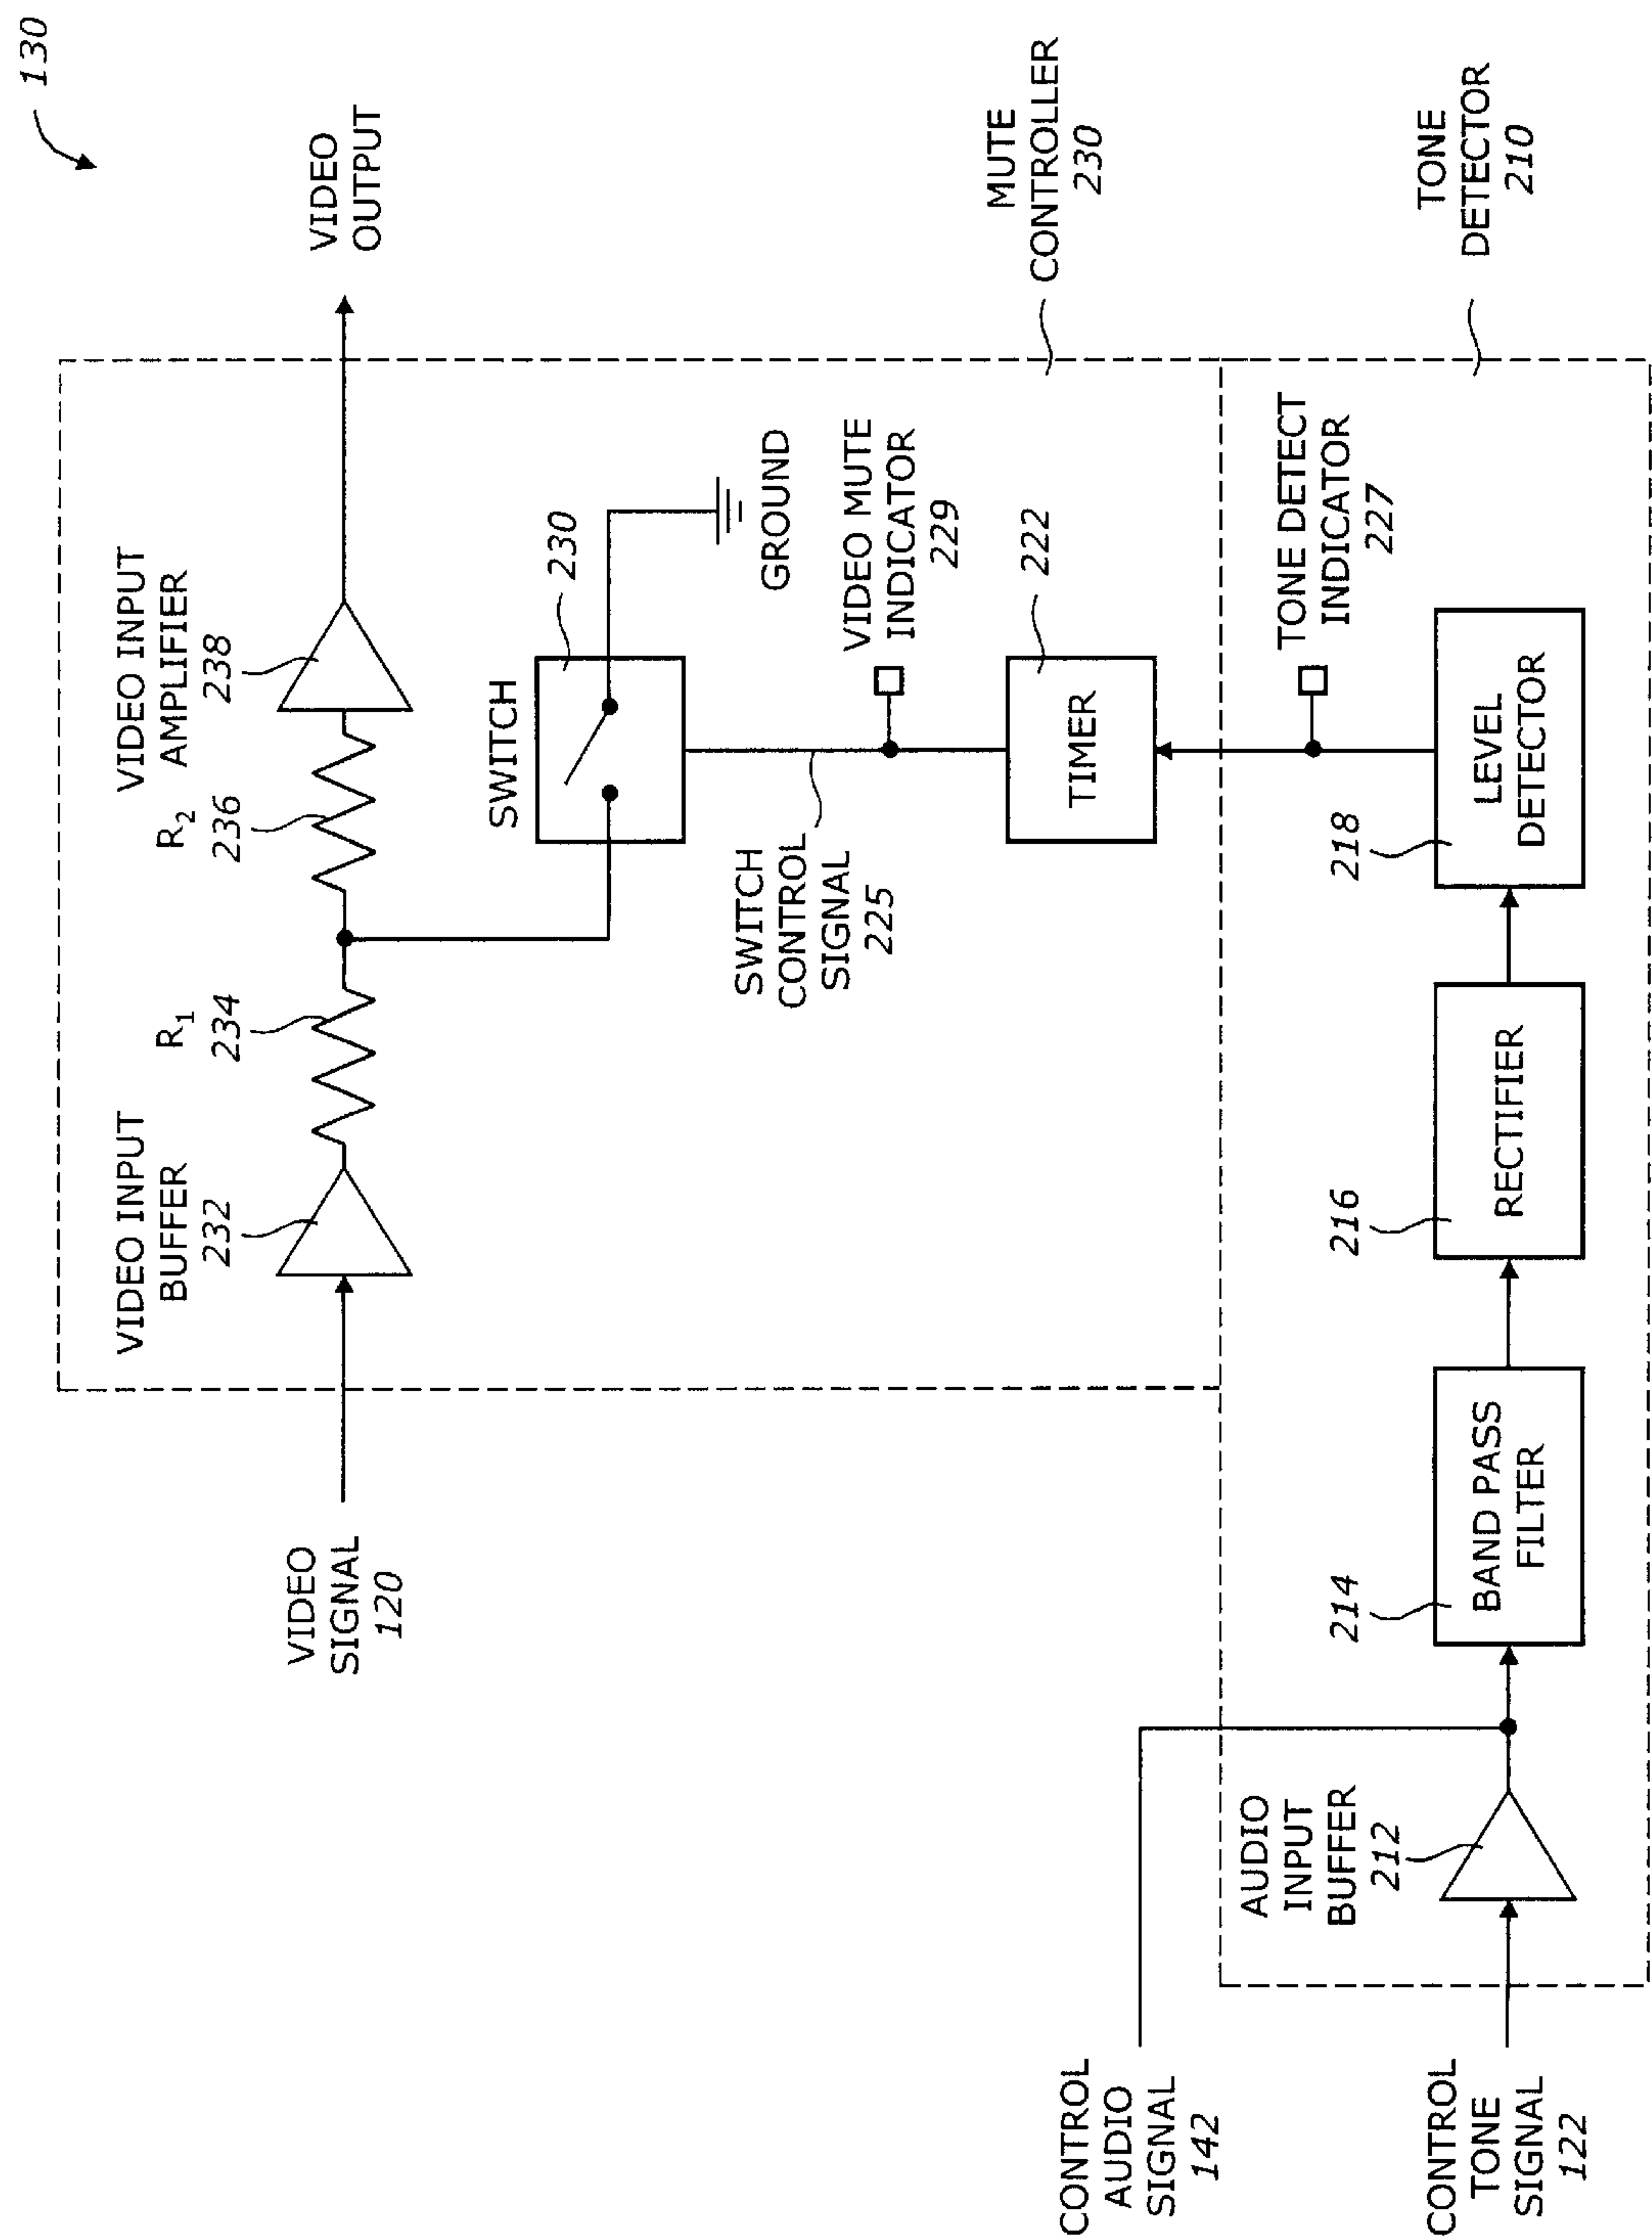 130
VIDEO INPUT
BUFFER
232
R1
234
R2
236
VIDEO INPUT
AMPLIFIER
238
VIDEO
OUTPUT
VIDEO
SIGNAL
120
SWITCH
230
GROUND
SWITCH
CONTROL
SIGNAL
225
VIDEO MUTE
INDICATOR
229
TIMER
222
MUTE
CONTROLLER
230
CONTROL
AUDIO
SIGNAL
142
AUDIO
INPUT
BUFFER
212
214
BAND PASS
FILTER
216
RECTIFIER
218
LEVEL
DETECTOR
TONE DETECT
INDICATOR
227
TONE
DETECTOR
210
CONTROL
TONE
SIGNAL
122